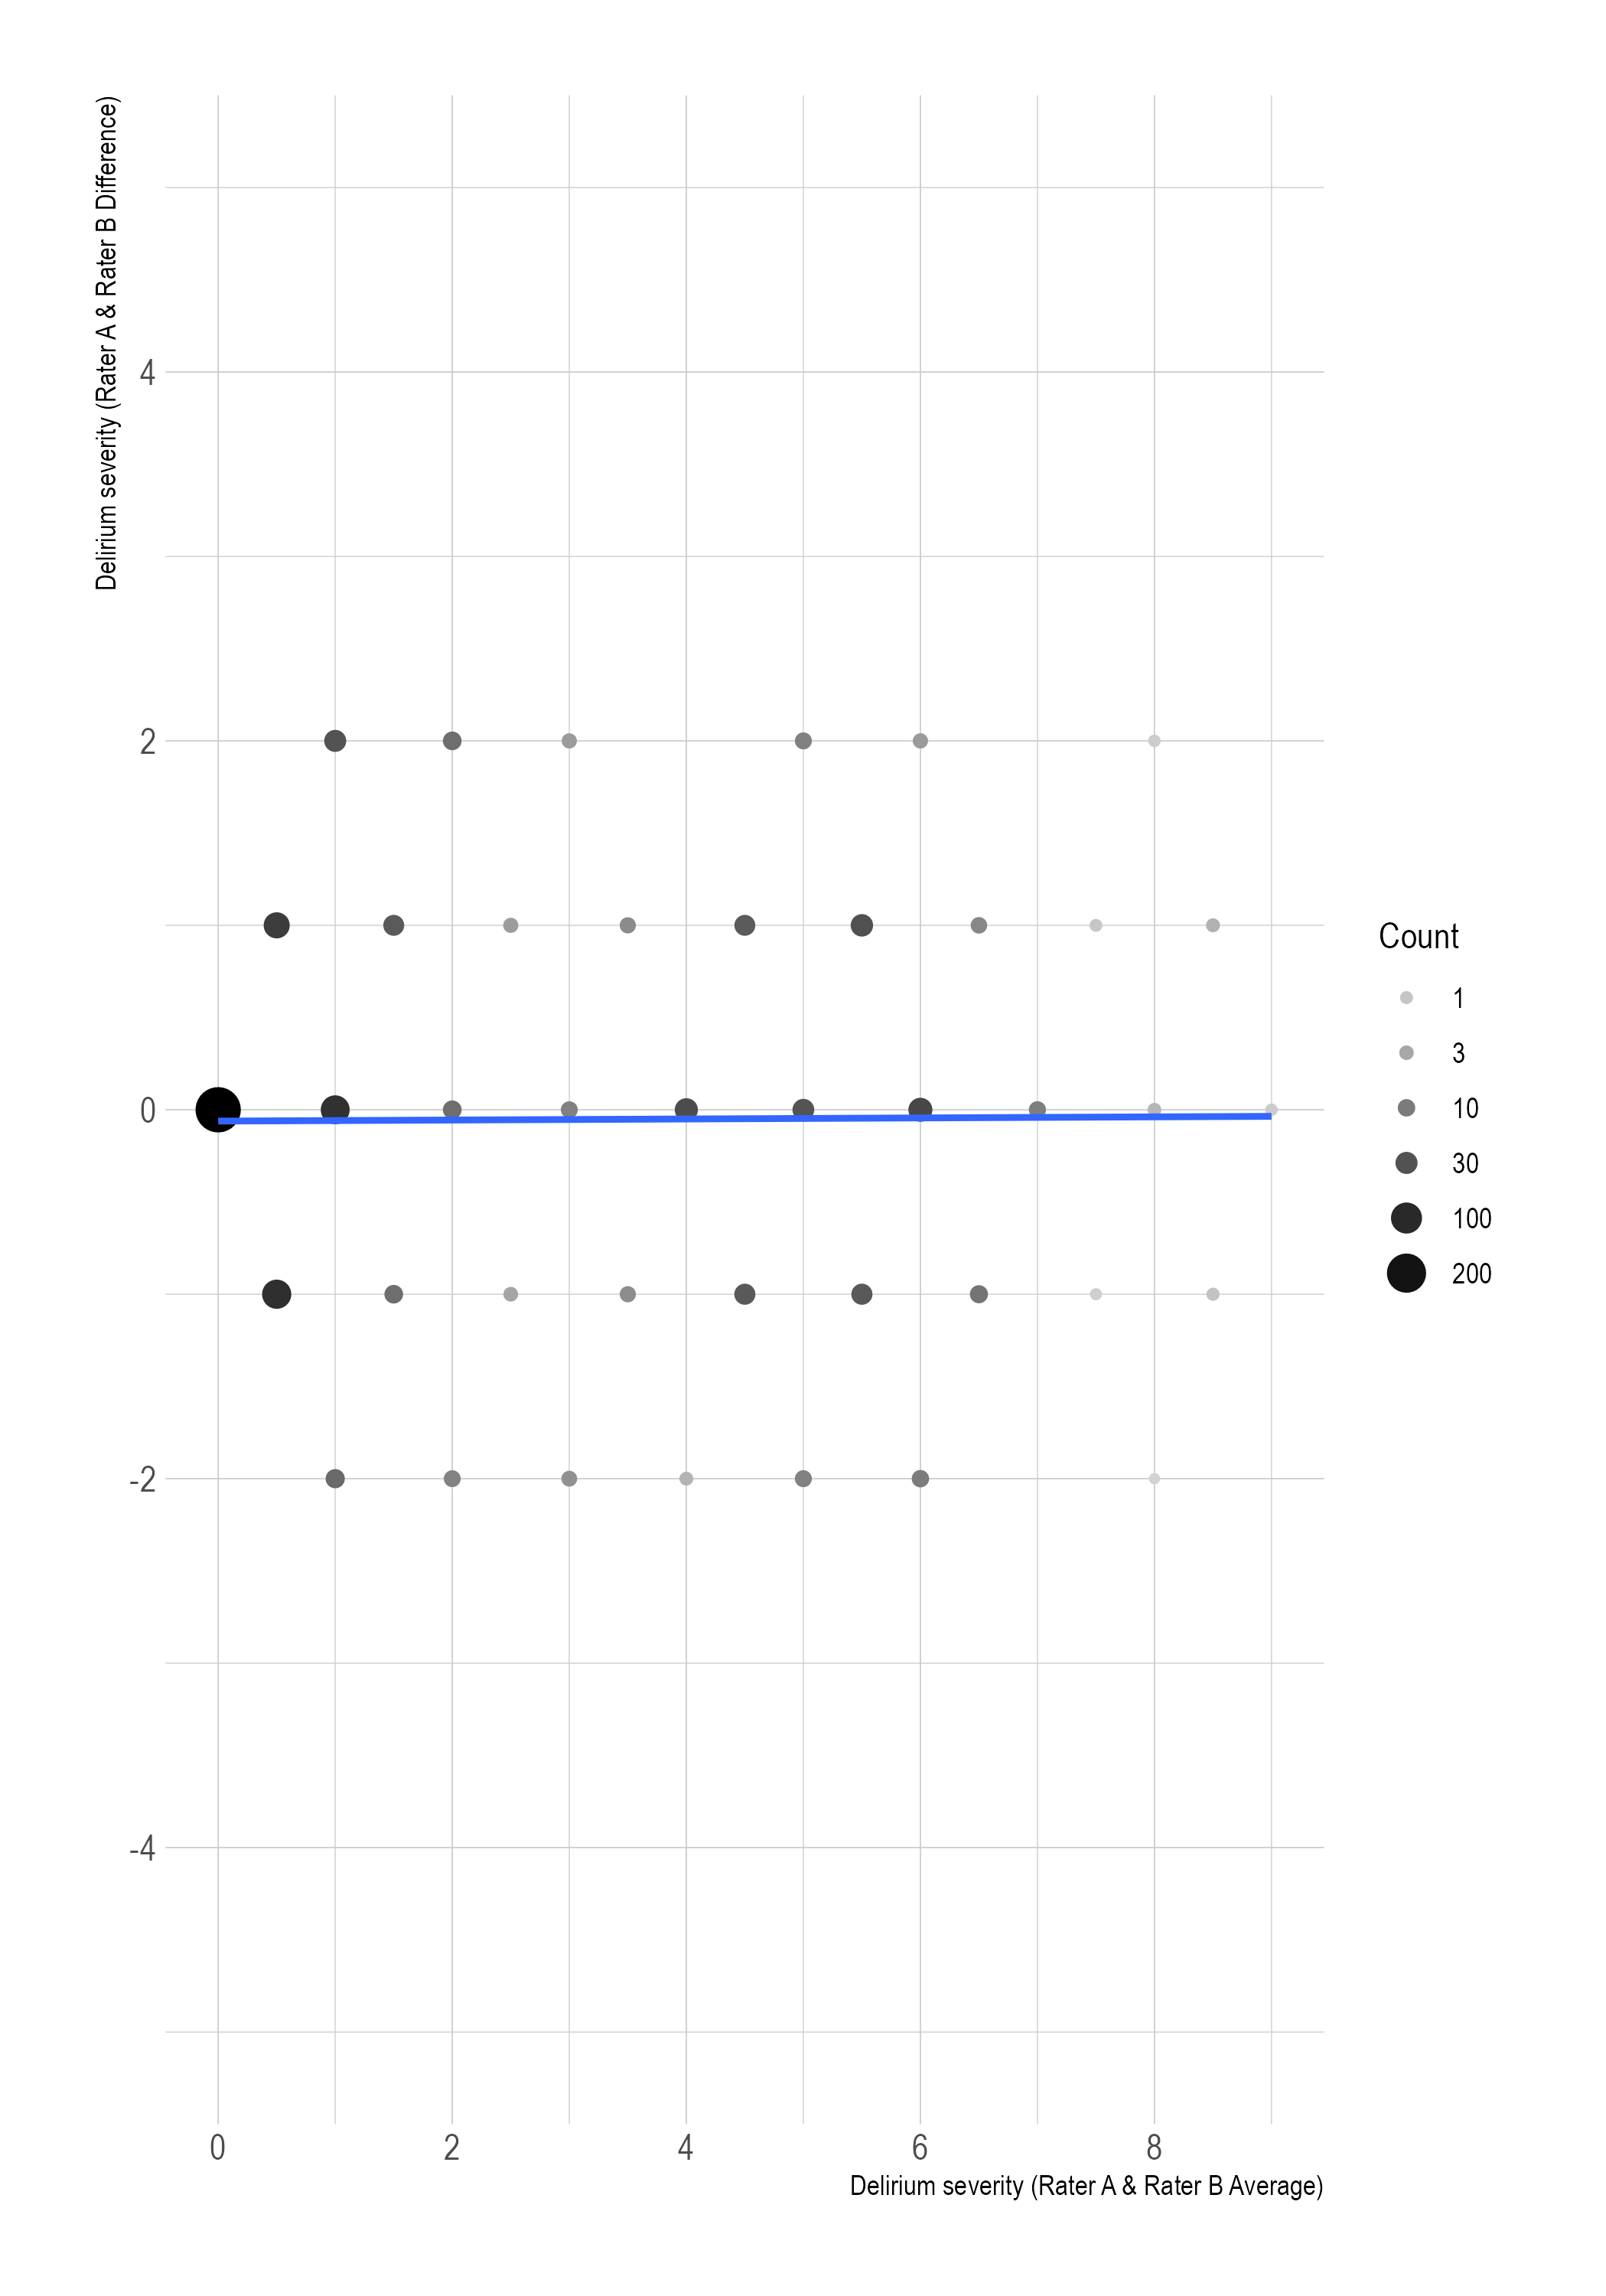 Delirium severity (Rater A & Rater B Difference)
4
2
0
-2
-4
0 2 4 6 8
Delirium severity (Rater A & Rater B Average)
Count
1
3
10
30
100
200